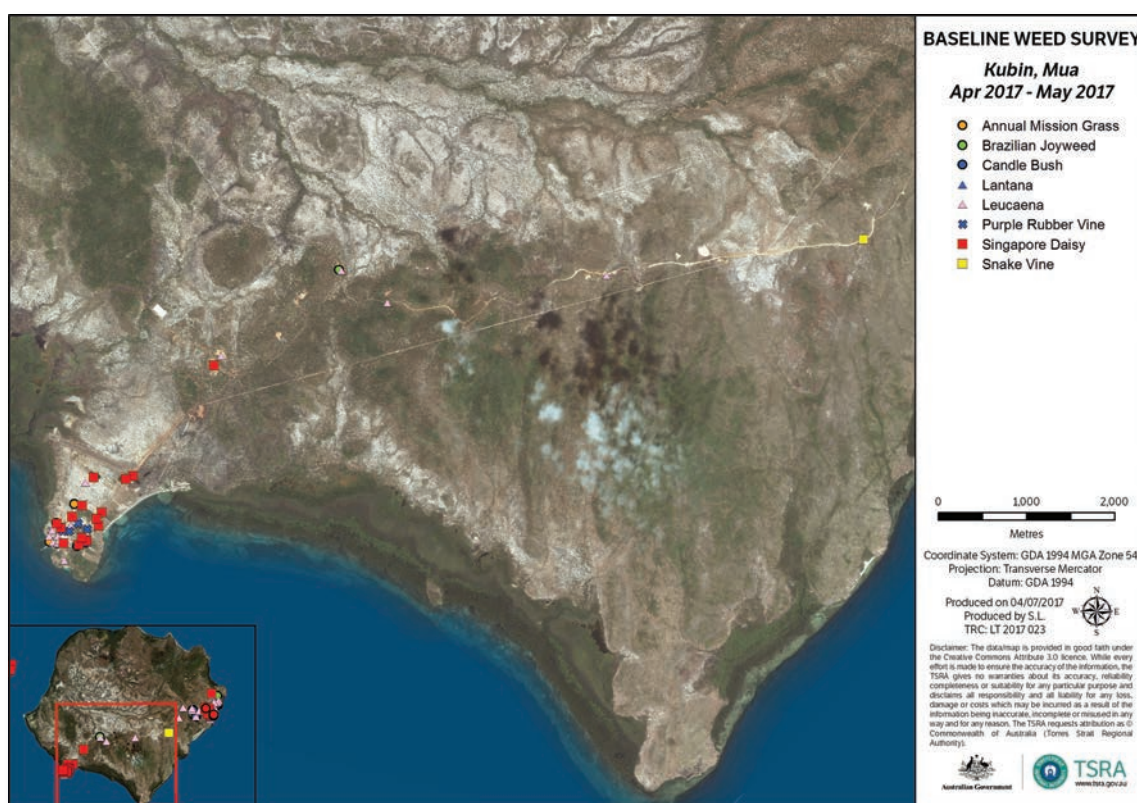 BASELINE WEED SURVEY
Kubin, Mua
Apr 2017 - May 2017
Annual Mission Grass
Brazilian Joyweed
Candle Bush
Lantana
Leucaena
Purple Rubber Vine
Singapore Daisy
Snake Vine
0 1,000 2,000
Metres
Coordinate System: GDA 1994 MGA Zone 54
Projection: Transverse Mercator
Datum: GDA 1994
Produced on 04/07/2017
Produced by S.L.
TRC: LT 2017 023
N
W E
S
Disclaimer: The data/map is provided in good faith under
the Creative Commons Attribute 3.0 licence. While every
effort is made to ensure the accuracy of the information, the
TSRA gives no warranties about its accuracy, reliability
completeness or suitability for any particular purpose and
disclaims all responsibility and all liability for any loss,
damage or costs which may be incurred as a result of the
information being inaccurate, incomplete or misused in any
way and for any reason. The TSRA requests attribution as ©
Commonwealth of Australia (Torres Strait Regional
Authority).
Australian Government
TSRA
www.tsra.gov.au